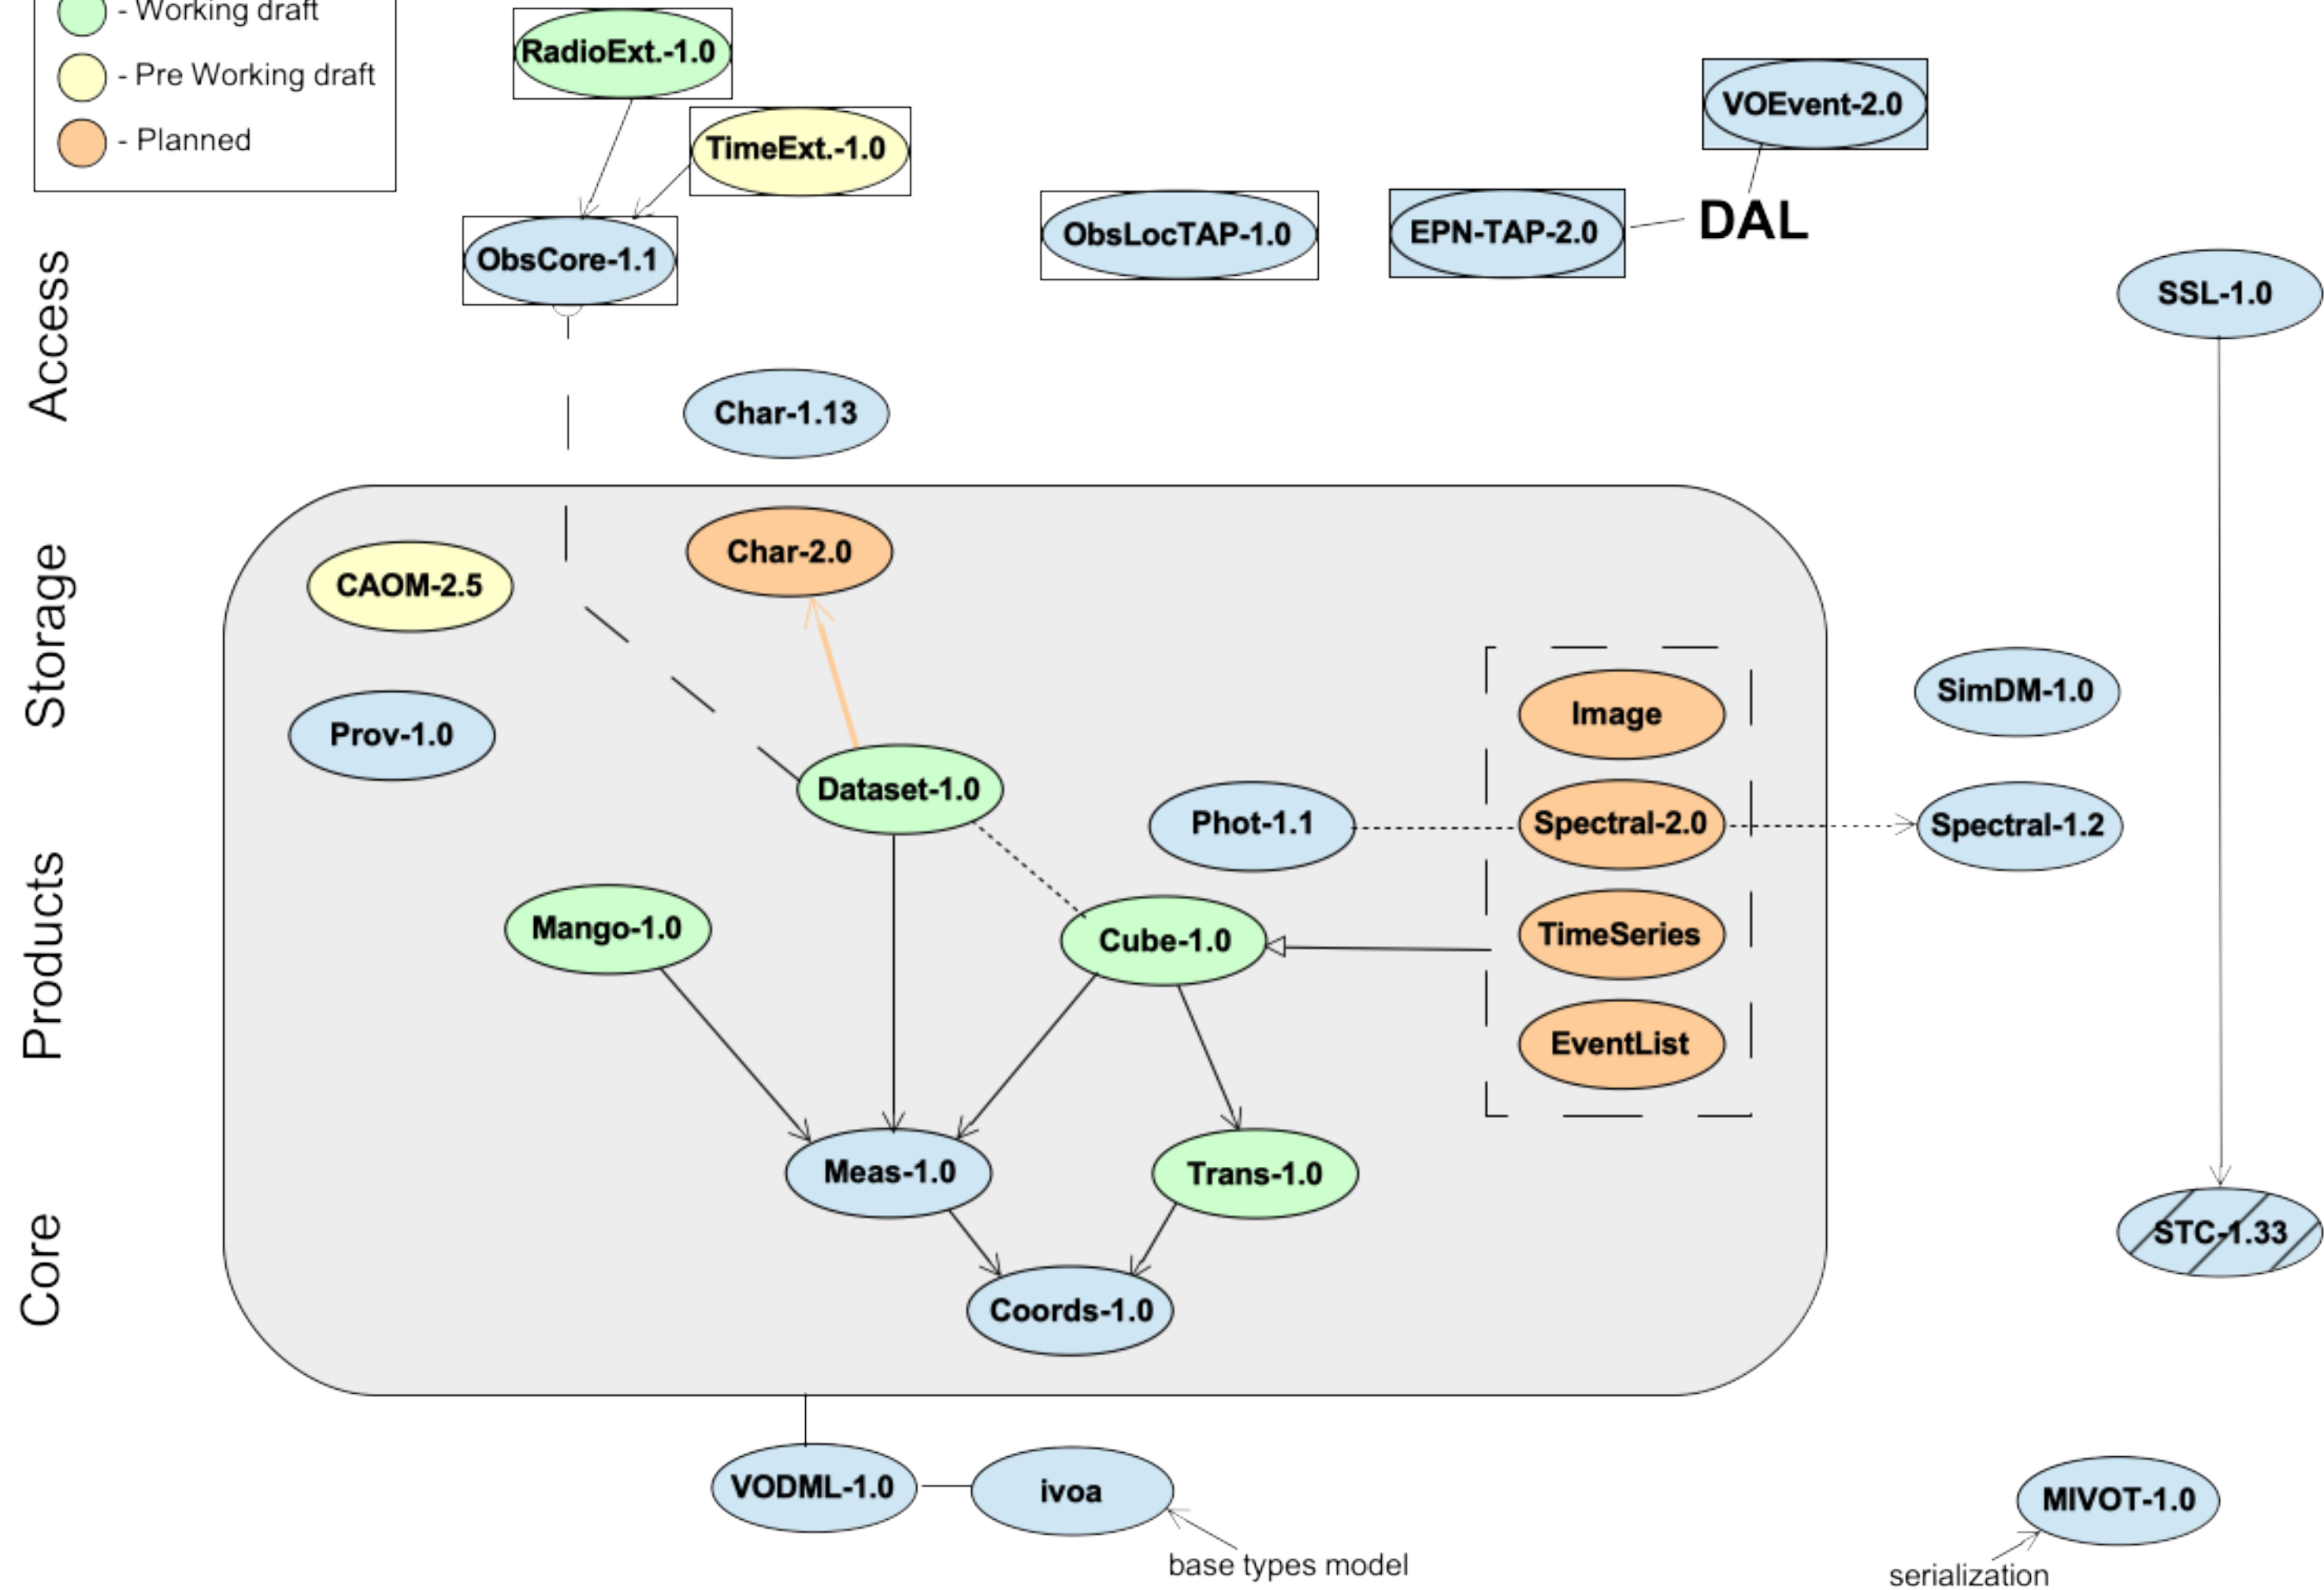 - Working draft
- Pre Working draft
- Planned
RadioExt.-1.0
TimeExt.-1.0
VOEvent-2.0
DAL
ObsCore-1.1
ObsLocTAP-1.0
EPN-TAP-2.0
SSL-1.0
Access
Char-1.13
Storage
CAOM-2.5
Char-2.0
Prov-1.0
Image
SimDM-1.0
Dataset-1.0
Phot-1.1
Spectral-2.0
Spectral-1.2
Products
Mango-1.0
Cube-1.0
TimeSeries
EventList
Core
Meas-1.0
Trans-1.0
STC-1.33
Coords-1.0
VODML-1.0
ivoa
MIVOT-1.0
base types model
serialization